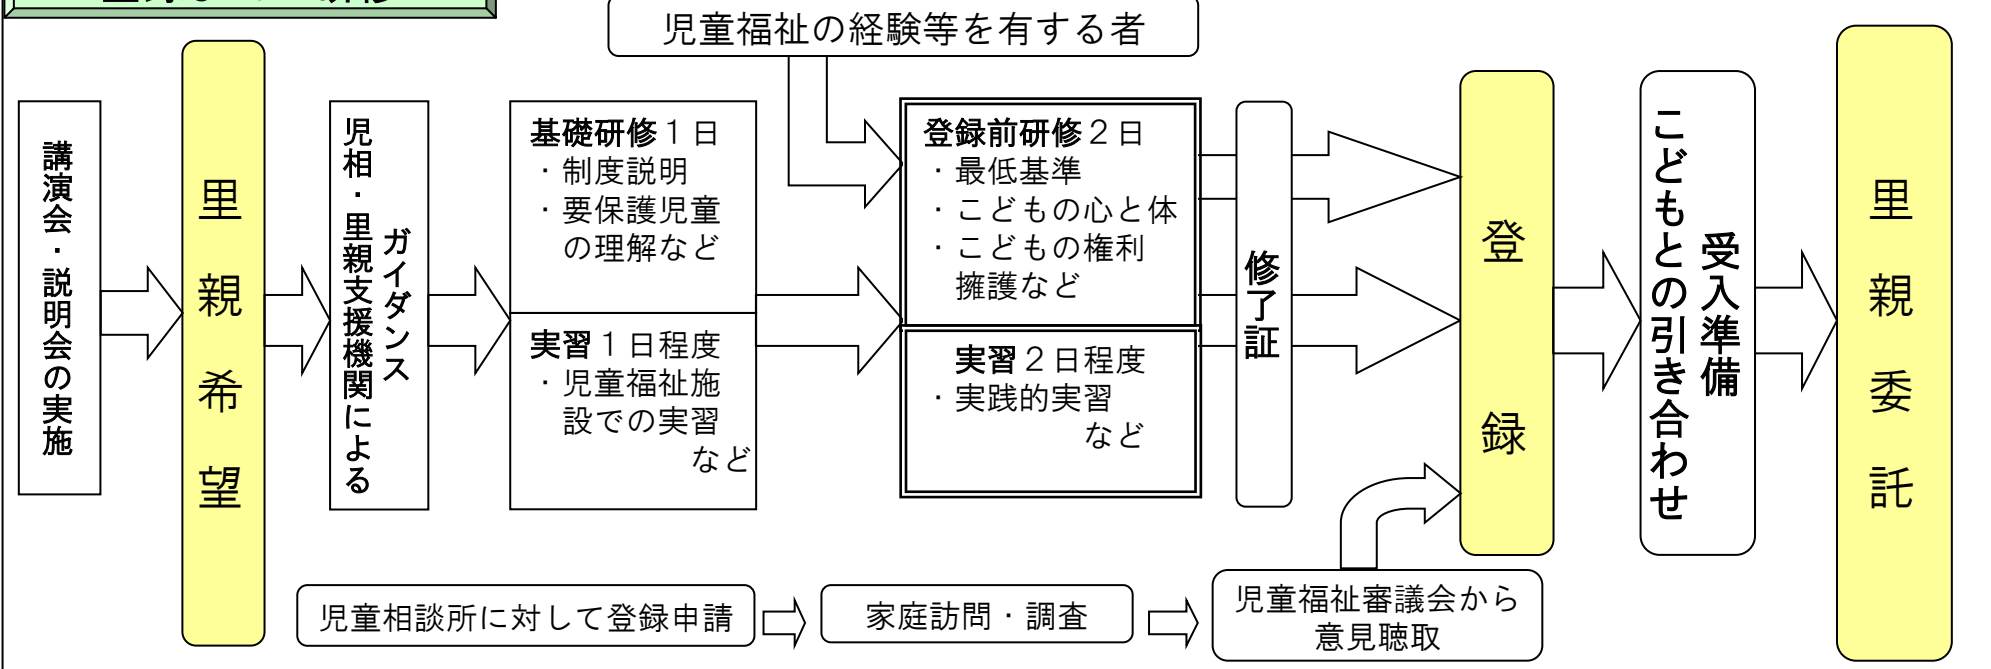 児童福祉の経験等を有する者
講演会・説明会の実施
里親希望
児相・里親支援機関による
ガイダンス
基礎研修１日
・制度説明
・要保護児童
の理解など
実習１日程度
・児童福祉施
設での実習
など
登録前研修２日
・最低基準
・こどもの心と体
・こどもの権利
擁護など
実習２日程度
・実践的実習
など
修了証
登録
こどもとの引き合わせ
受入準備
里親委託
児童相談所に対して登録申請
家庭訪問・調査
児童福祉審議会から
意見聴取